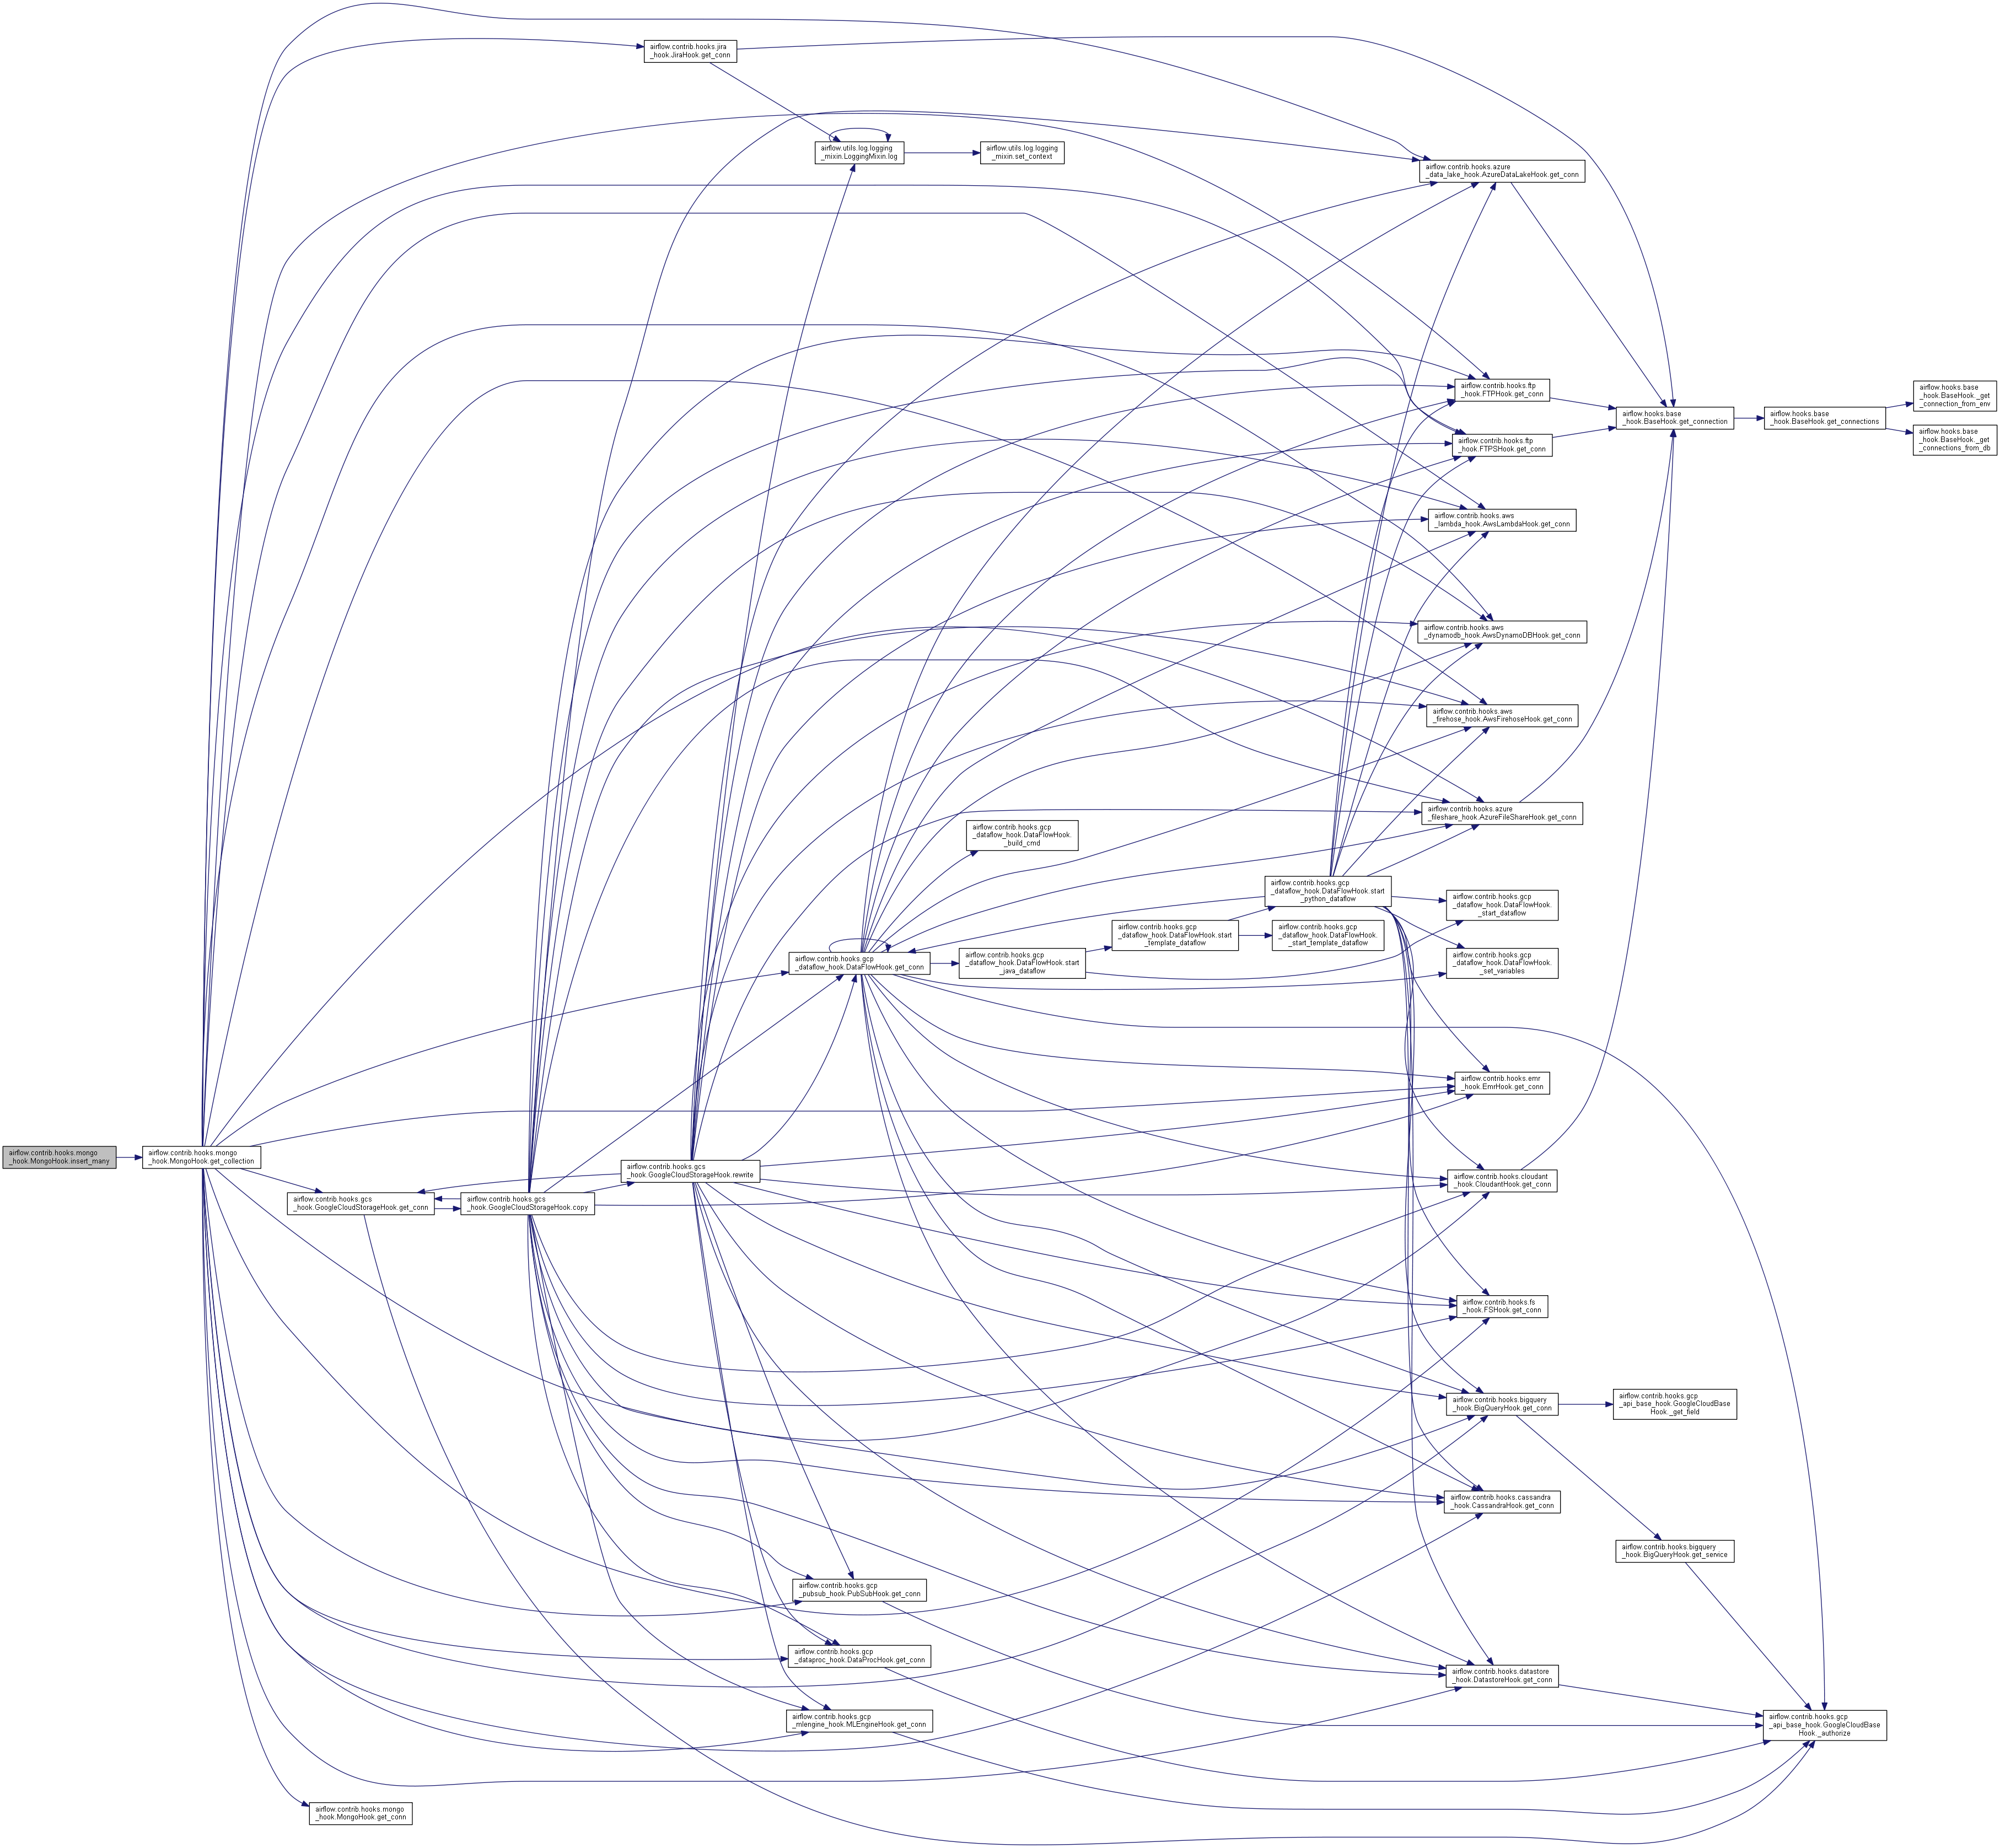 airflow.contrib.hooks.jira
_hook.JiraHook.get_conn
airflow.utils.log.logging
_mixin.LoggingMixin.log
airflow.utils.log.logging
_mixin.set_context
airflow.contrib.hooks.azure
_data_lake_hook.AzureDataLakeHook.get_conn
airflow.contrib.hooks.ftp
_hook.FTPHook.get_conn
airflow.hooks.base
_hook.BaseHook.get_connection
airflow.hooks.base
_hook.BaseHook.get_connections
airflow.hooks.base
_hook.BaseHook._get
_connection_from_env
airflow.hooks.base
_hook.BaseHook._get
_connections_from_db
airflow.contrib.hooks.ftp
_hook.FTPSHook.get_conn
airflow.contrib.hooks.aws
_lambda_hook.AwsLambdaHook.get_conn
airflow.contrib.hooks.aws
_dynamodb_hook.AwsDynamoDBHook.get_conn
airflow.contrib.hooks.aws
_firehose_hook.AwsFirehoseHook.get_conn
airflow.contrib.hooks.azure
_fileshare_hook.AzureFileShareHook.get_conn
airflow.contrib.hooks.gcp
_dataflow_hook.DataFlowHook.
_build_cmd
airflow.contrib.hooks.gcp
_dataflow_hook.DataFlowHook.start
_python_dataflow
airflow.contrib.hooks.gcp
_dataflow_hook.DataFlowHook.
_start_dataflow
airflow.contrib.hooks.gcp
_dataflow_hook.DataFlowHook.start
_template_dataflow
airflow.contrib.hooks.gcp
_dataflow_hook.DataFlowHook.
_start_template_dataflow
airflow.contrib.hooks.gcp
_dataflow_hook.DataFlowHook.get_conn
airflow.contrib.hooks.gcp
_dataflow_hook.DataFlowHook.start
_java_dataflow
airflow.contrib.hooks.gcp
_dataflow_hook.DataFlowHook.
_set_variables
airflow.contrib.hooks.emr
_hook.EmrHook.get_conn
airflow.contrib.hooks.mongo
_hook.MongoHook.insert_many
airflow.contrib.hooks.mongo
_hook.MongoHook.get_collection
airflow.contrib.hooks.gcs
_hook.GoogleCloudStorageHook.get_conn
airflow.contrib.hooks.gcs
_hook.GoogleCloudStorageHook.copy
airflow.contrib.hooks.gcs
_hook.GoogleCloudStorageHook.rewrite
airflow.contrib.hooks.cloudant
_hook.CloudantHook.get_conn
airflow.contrib.hooks.fs
_hook.FSHook.get_conn
airflow.contrib.hooks.bigquery
_hook.BigQueryHook.get_conn
airflow.contrib.hooks.gcp
_api_base_hook.GoogleCloudBase
Hook._get_field
airflow.contrib.hooks.cassandra
_hook.CassandraHook.get_conn
airflow.contrib.hooks.bigquery
_hook.BigQueryHook.get_service
airflow.contrib.hooks.gcp
_pubsub_hook.PubSubHook.get_conn
airflow.contrib.hooks.gcp
_dataproc_hook.DataProcHook.get_conn
airflow.contrib.hooks.datastore
_hook.DatastoreHook.get_conn
airflow.contrib.hooks.gcp
_mlengine_hook.MLEngineHook.get_conn
airflow.contrib.hooks.gcp
_api_base_hook.GoogleCloudBase
Hook._authorize
airflow.contrib.hooks.mongo
_hook.MongoHook.get_conn